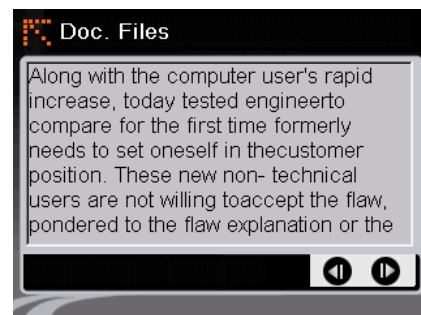 Doc. Files
Along with the computer user's rapid
increase, today tested engineerto
compare for the first time formerly
needs to set oneself in thecustomer
position. These new non- technical
users are not willing toaccept the flaw,
pondered to the flaw explanation or the